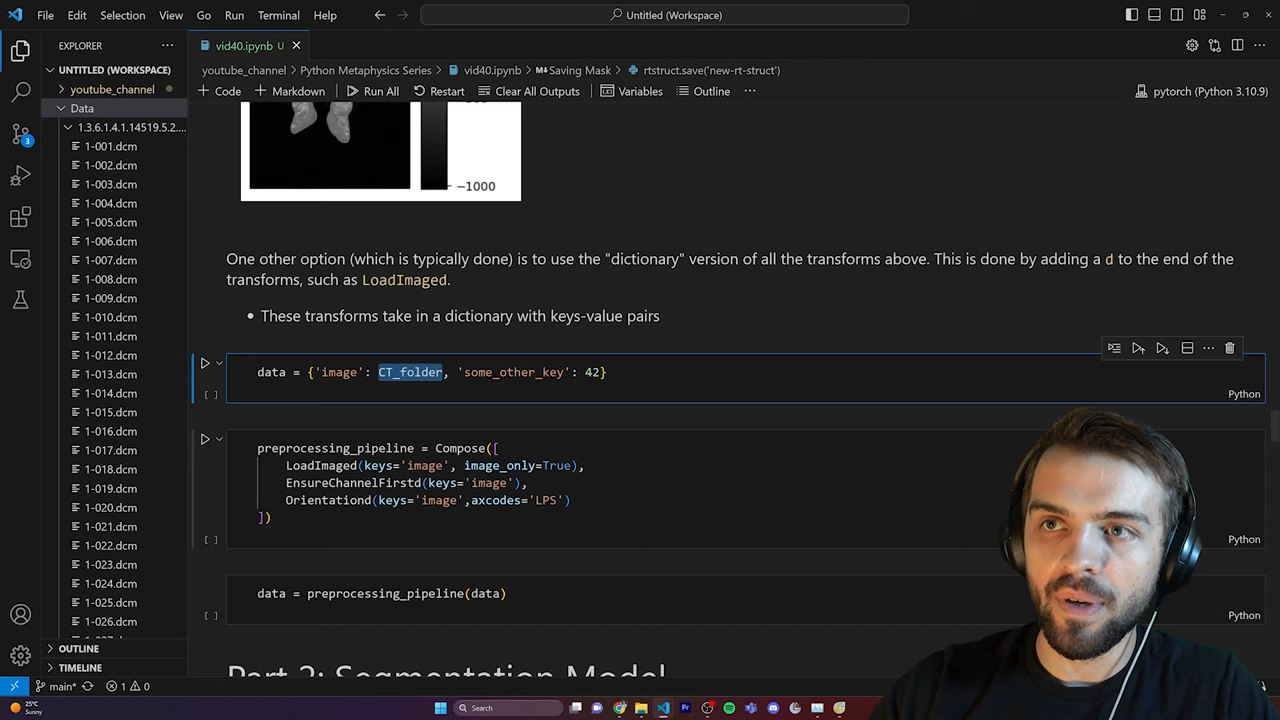 File Edit Selection View Go Run Terminal Help
Untitled (Workspace)
EXPLORER
UNTITLED (WORKSPACE)
youtube_channel
Data
1.3.6.1.4.1.14519.5.2....
1-001.dcm
1-002.dcm
1-003.dcm
1-004.dcm
1-005.dcm
1-006.dcm
1-007.dcm
1-008.dcm
1-009.dcm
1-010.dcm
1-011.dcm
1-012.dcm
1-013.dcm
1-014.dcm
1-015.dcm
1-016.dcm
1-017.dcm
1-018.dcm
1-019.dcm
1-020.dcm
1-021.dcm
1-022.dcm
1-023.dcm
1-024.dcm
1-025.dcm
1-026.dcm
OUTLINE
TIMELINE
3
vid40.ipynb U
youtube_channel > Python Metaphysics Series > vid40.ipynb > Saving Mask > rtstruct.save('new-rt-struct')
+ Code + Markdown Run All Restart Clear All Outputs Variables Outline ...
pytorch (Python 3.10.9)
−1000
One other option (which is typically done) is to use the "dictionary" version of all the transforms above. This is done by adding a d to the end of the
transforms, such as LoadImaged.
• These transforms take in a dictionary with keys-value pairs
data = {'image': CT_folder, 'some_other_key': 42}
[ ]
Python
preprocessing_pipeline = Compose([
LoadImaged(keys='image', image_only=True),
EnsureChannelFirstd(keys='image'),
Orientationd(keys='image',axcodes='LPS')
])
[ ]
Python
data = preprocessing_pipeline(data)
[ ]
Python
Part 2: Segmentation Model
main* 1 0
25°C
Sunny
Search